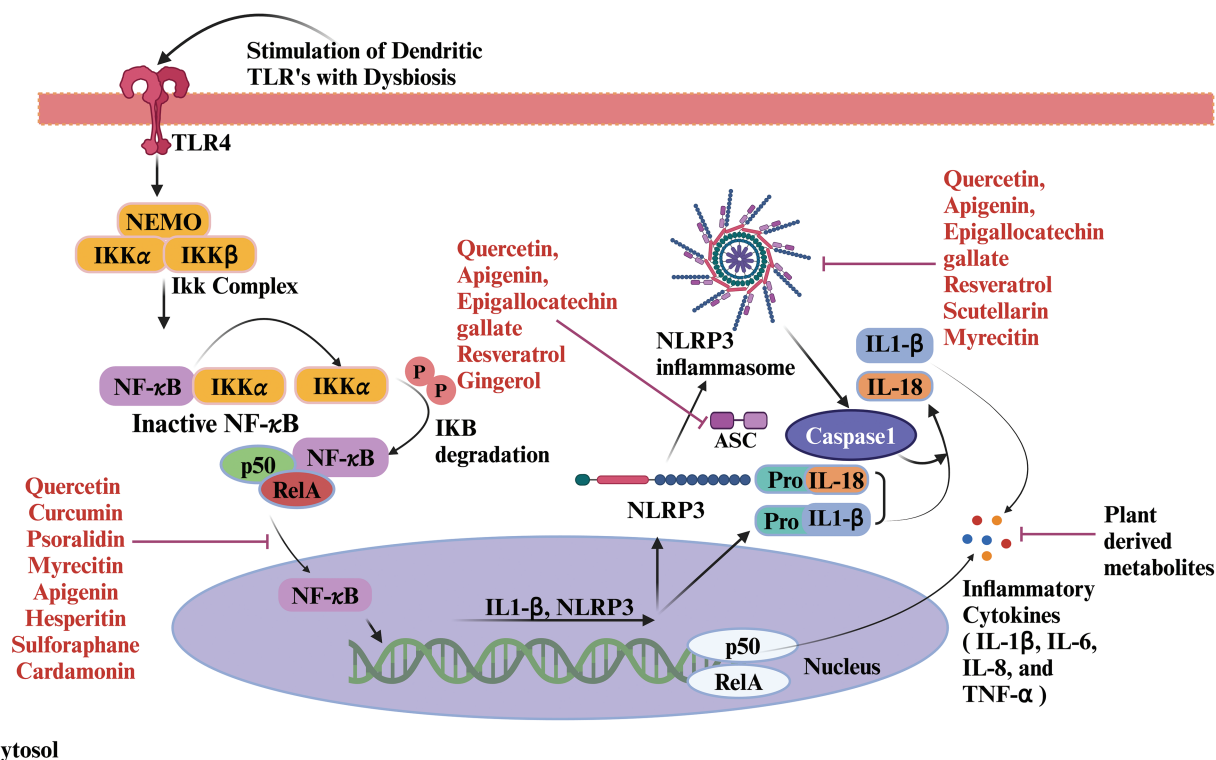 Stimulation of Dendritic
TLR's with Dysbiosis
TLR4
NEMO
IKKα
IKKβ
Ikk Complex
NF-κB
IKKα
IKKα
P
P
Inactive NF-κB
IKB
degradation
p50
NF-κB
RelA
Quercetin,
Apigenin,
Epigallocatechin
gallate
Resveratrol
Gingerol
NLRP3
inflammasome
ASC
Quercetin,
Apigenin,
Epigallocatechin
gallate
Resveratrol
Scutellarin
Myrecitin
IL1-β
IL-18
Caspase1
NLRP3
Pro IL-18
Pro IL1-β
Quercetin
Curcumin
Psoralidin
Myrecitin
Apigenin
Hesperitin
Sulforaphane
Cardamonin
NF-κB
IL1-β, NLRP3
p50
RelA
Nucleus
Plant
derived
metabolites
Inflammatory
Cytokines
( IL-1β, IL-6,
IL-8, and
TNF-α )
ytosol